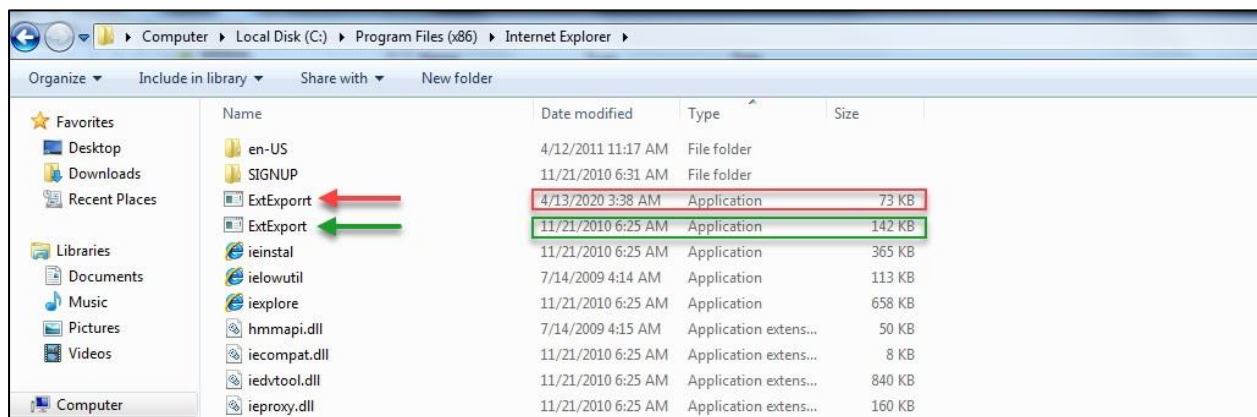 Computer Local Disk (C:) Program Files (x86) Internet Explorer
Organize Include in library Share with New folder
Favorites
Desktop
Downloads
Recent Places
Libraries
Documents
Music
Pictures
Videos
Computer
Name Date modified Type Size
en-US 4/12/2011 11:17 AM File folder
SIGNUP 11/21/2010 6:31 AM File folder
ExtExporrt 4/13/2020 3:38 AM Application 73 KB
ExtExport 11/21/2010 6:25 AM Application 142 KB
ieinstal 11/21/2010 6:25 AM Application 365 KB
ielowutil 7/14/2009 4:14 AM Application 113 KB
iexplore 11/21/2010 6:25 AM Application 658 KB
hmmapi.dll 7/14/2009 4:15 AM Application extens... 50 KB
iecompat.dll 11/21/2010 6:25 AM Application extens... 8 KB
iedvtool.dll 11/21/2010 6:25 AM Application extens... 840 KB
ieproxy.dll 11/21/2010 6:25 AM Application extens... 160 KB